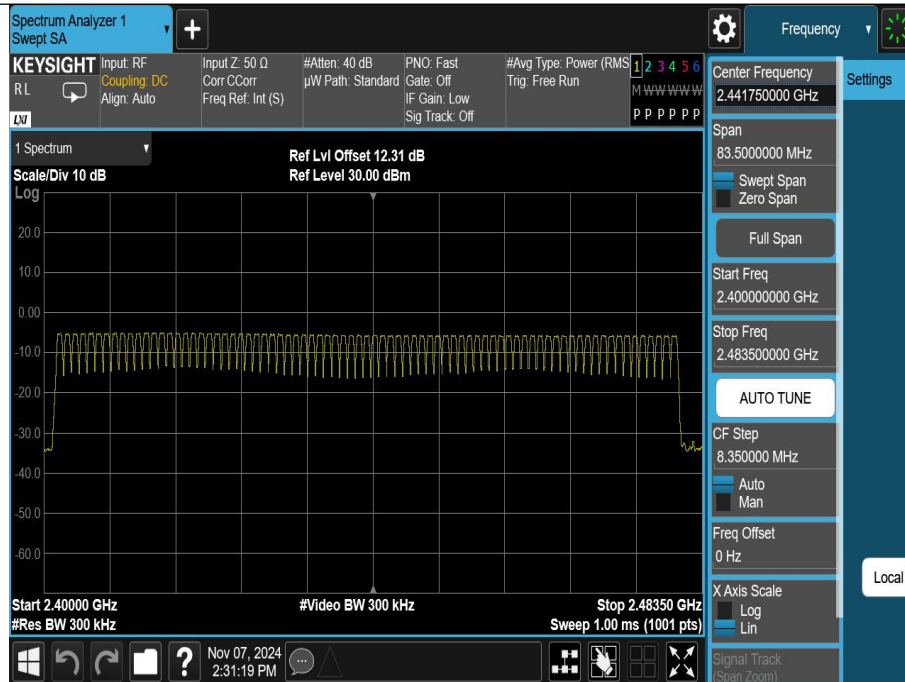 Spectrum Analyzer 1
Swept SA
+
Frequency
KEYSIGHT
RL
LXI
Input: RF
Coupling: DC
Align: Auto
Input Z: 50 Ω
Corr CCorr
Freq Ref: Int (S)
#Atten: 40 dB
µW Path: Standard
PNO: Fast
Gate: Off
IF Gain: Low
Sig Track: Off
#Avg Type: Power (RMS
Trig: Free Run
1 2 3 4 5 6
M W W W W W
P P P P P P
1 Spectrum
Scale/Div 10 dB
Ref Lvl Offset 12.31 dB
Ref Level 30.00 dBm
Log
20.0
10.0
0.00
-10.0
-20.0
-30.0
-40.0
-50.0
-60.0
Start 2.40000 GHz
#Res BW 300 kHz
#Video BW 300 kHz
Stop 2.48350 GHz
Sweep 1.00 ms (1001 pts)
Nov 07, 2024
2:31:19 PM
?
Center Frequency
2.441750000 GHz
Settings
Span
83.5000000 MHz
Swept Span
Zero Span
Full Span
Start Freq
2.400000000 GHz
Stop Freq
2.483500000 GHz
AUTO TUNE
CF Step
8.350000 MHz
Auto
Man
Freq Offset
0 Hz
X Axis Scale
Log
Lin
Signal Track
(Span Zoom)
Local